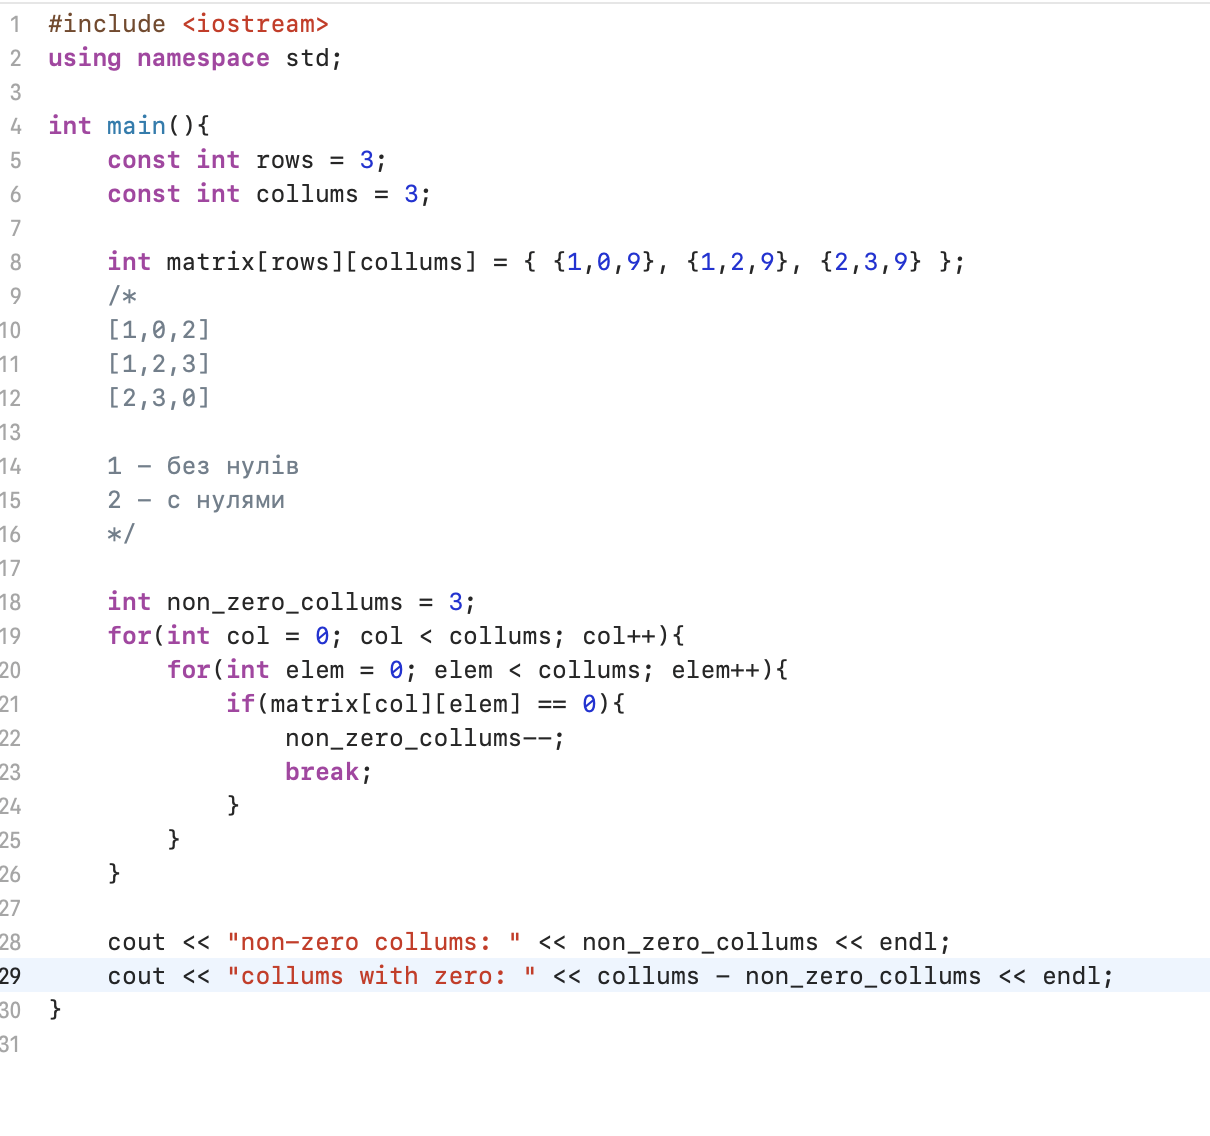 1 #include <iostream>
2 using namespace std;
3
4 int main(){
5     const int rows = 3;
6     const int collums = 3;
7
8     int matrix[rows][collums] = { {1,0,9}, {1,2,9}, {2,3,9} };
9     /*
10     [1,0,2]
11     [1,2,3]
12     [2,3,0]
13
14     1 - без нулів
15     2 - с нулями
16     */
17
18     int non_zero_collums = 3;
19     for(int col = 0; col < collums; col++){
20         for(int elem = 0; elem < collums; elem++){
21             if(matrix[col][elem] == 0){
22                 non_zero_collums--;
23                 break;
24             }
25         }
26     }
27
28     cout << "non-zero collums: " << non_zero_collums << endl;
29     cout << "collums with zero: " << collums - non_zero_collums << endl;
30 }
31